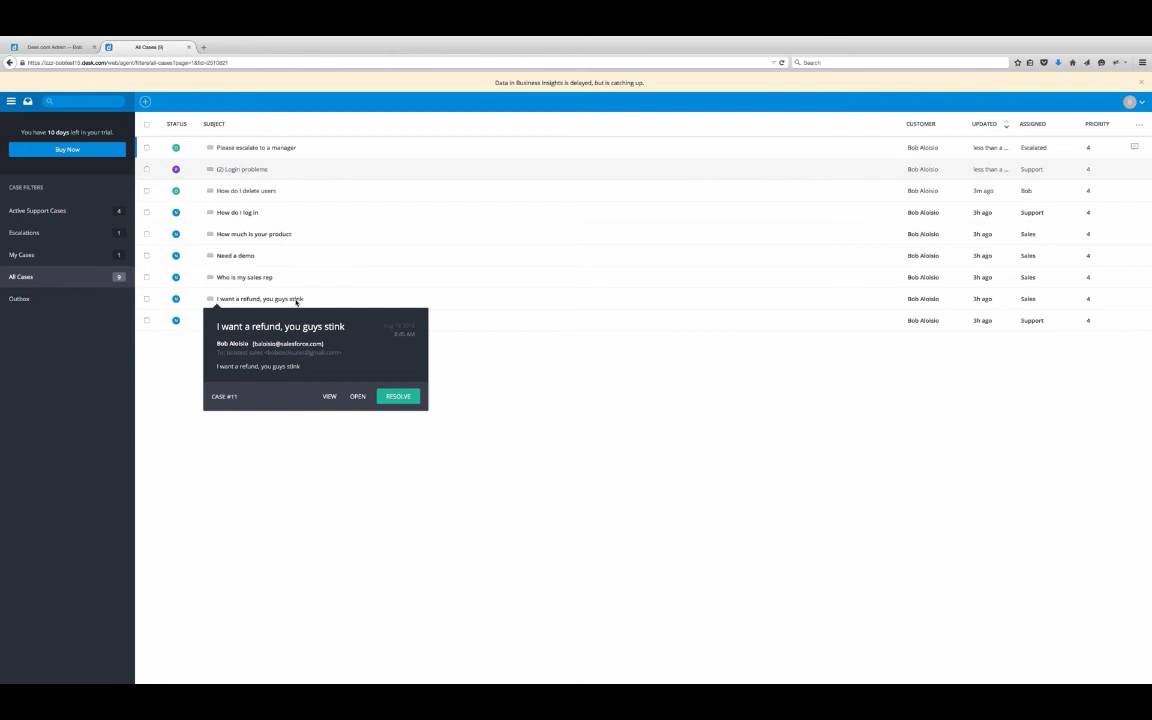 Desk.com Admin — Bob
All Cases (9)
https://zzz-bobtest15.desk.com/web/agent/filters/all-cases?page=1&fid=2510821
Search
Data in Business Insights is delayed, but is catching up.
You have 10 days left in your trial.
Buy Now
CASE FILTERS
Active Support Cases 4
Escalations 1
My Cases 1
All Cases 9
Outbox
STATUS SUBJECT CUSTOMER UPDATED ASSIGNED PRIORITY
O Please escalate to a manager Bob Aloisio less than a ... Escalated 4
P (2) Login problems Bob Aloisio less than a ... Support 4
O How do I delete users Bob Aloisio 3m ago Bob 4
N How do I log in Bob Aloisio 3h ago Support 4
N How much is your product Bob Aloisio 3h ago Sales 4
N Need a demo Bob Aloisio 3h ago Sales 4
N Who is my sales rep Bob Aloisio 3h ago Sales 4
N I want a refund, you guys stink Bob Aloisio 3h ago Sales 4
N Bob Aloisio 3h ago Support 4
I want a refund, you guys stink
8:45 AM
Bob Aloisio (baloisio@salesforce.com)
To: bobtest sales
I want a refund, you guys stink
CASE #11 VIEW OPEN RESOLVE